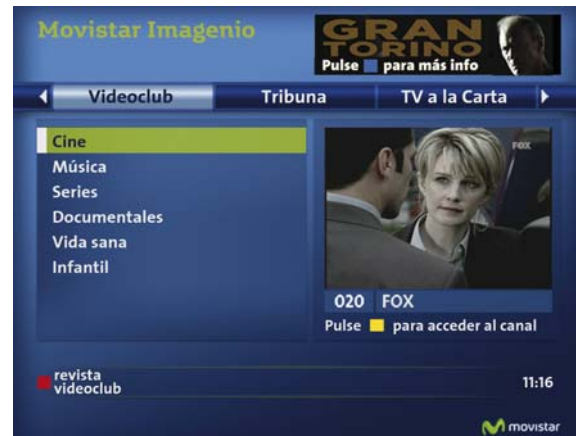 Movistar Imagenio
GRAN
TORINO
Pulse para más info
Videoclub Tribuna TV a la Carta
Cine
Música
Series
Documentales
Vida sana
Infantil
FOX
020 FOX
Pulse para acceder al canal
revista
videoclub
11:16
movistar